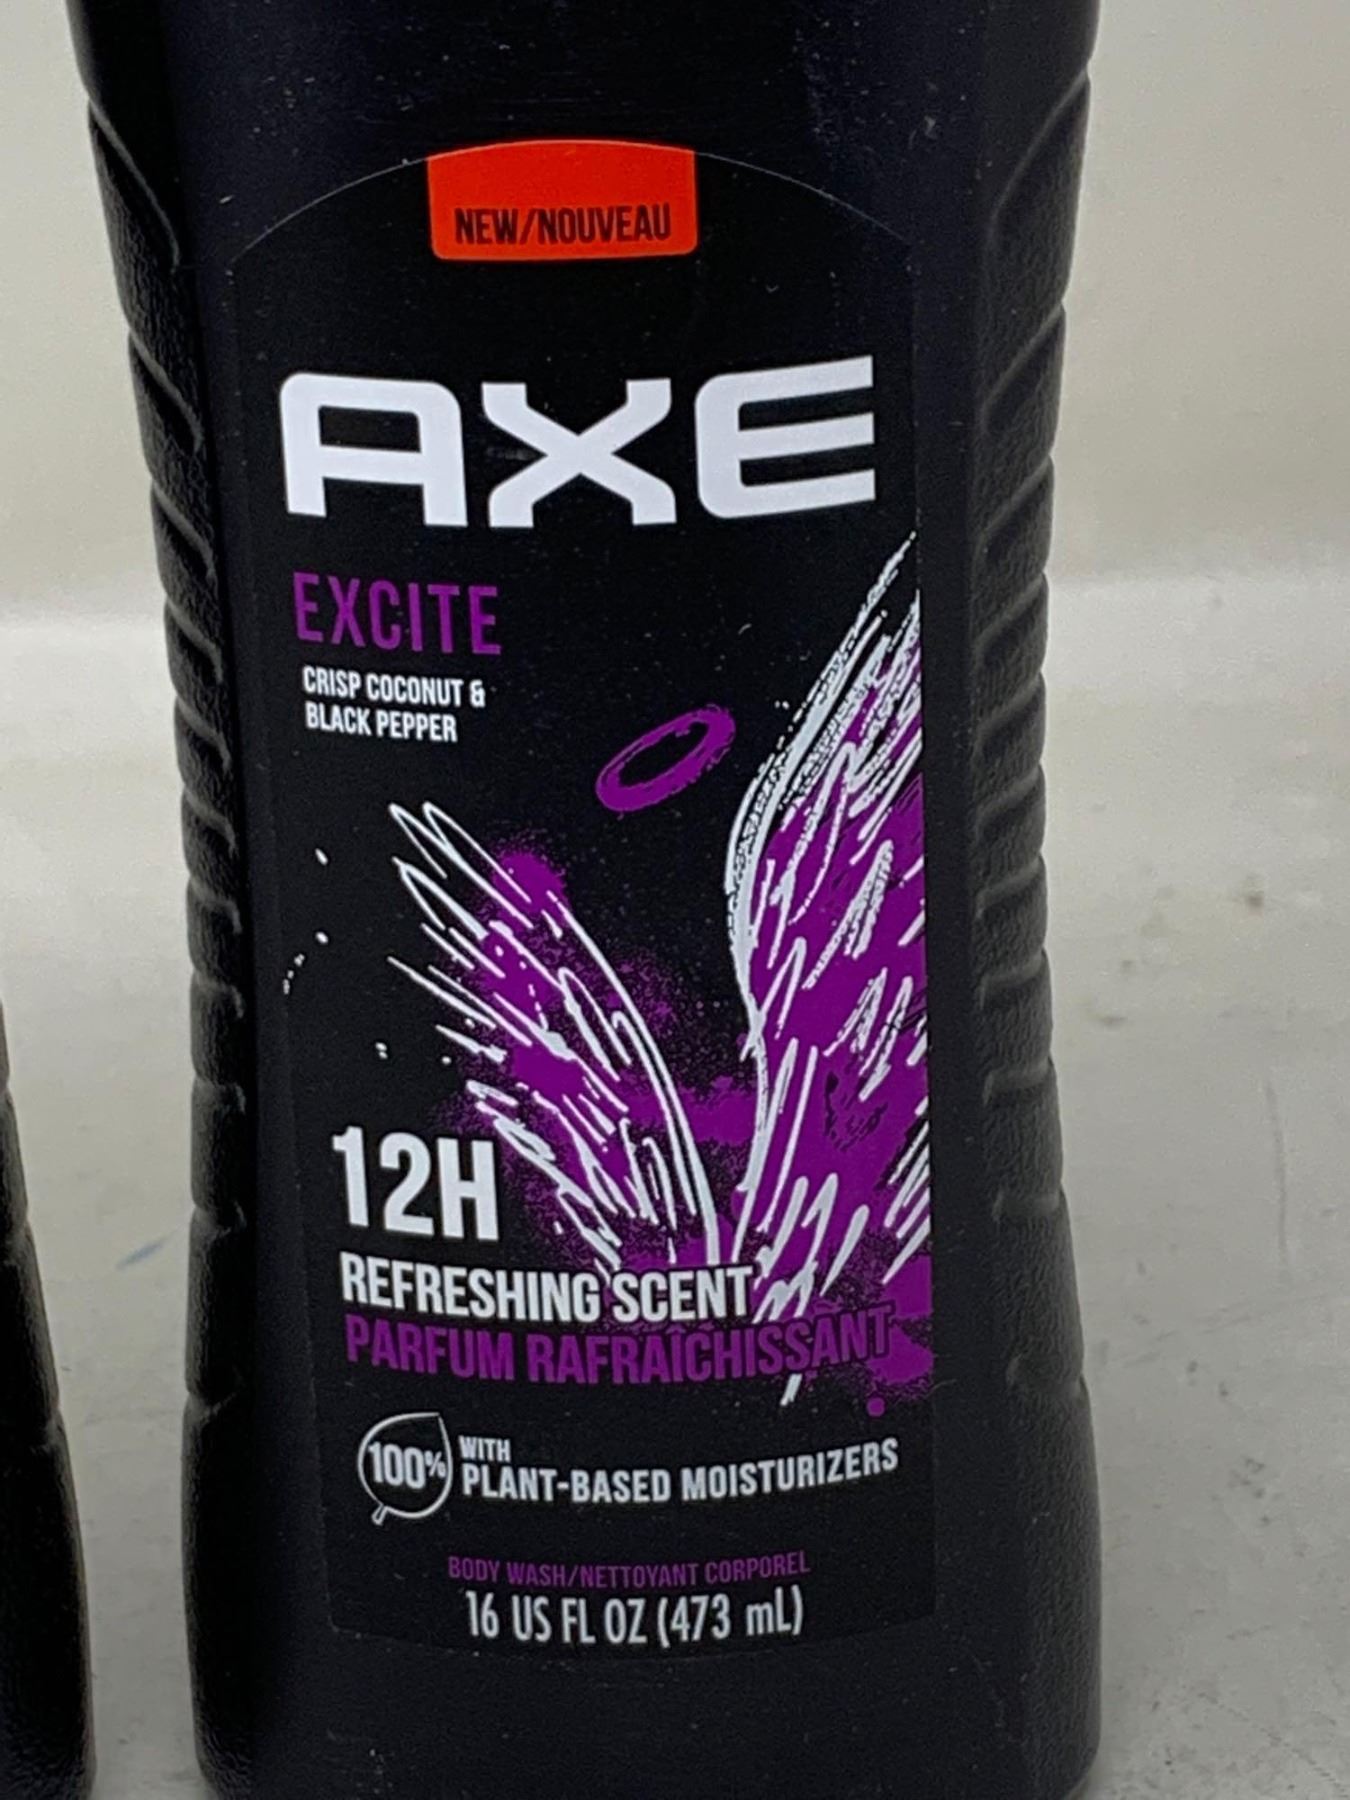 NEW/NOUVEAU
AXE
EXCITE
CRISP COCONUT &
BLACK PEPPER
12H
REFRESHING SCENT
PARFUM RAFRAÎCHISSANT
100% WITH
PLANT-BASED MOISTURIZERS
BODY WASH/NETTOYANT CORPOREL
16 US FL OZ (473 mL)